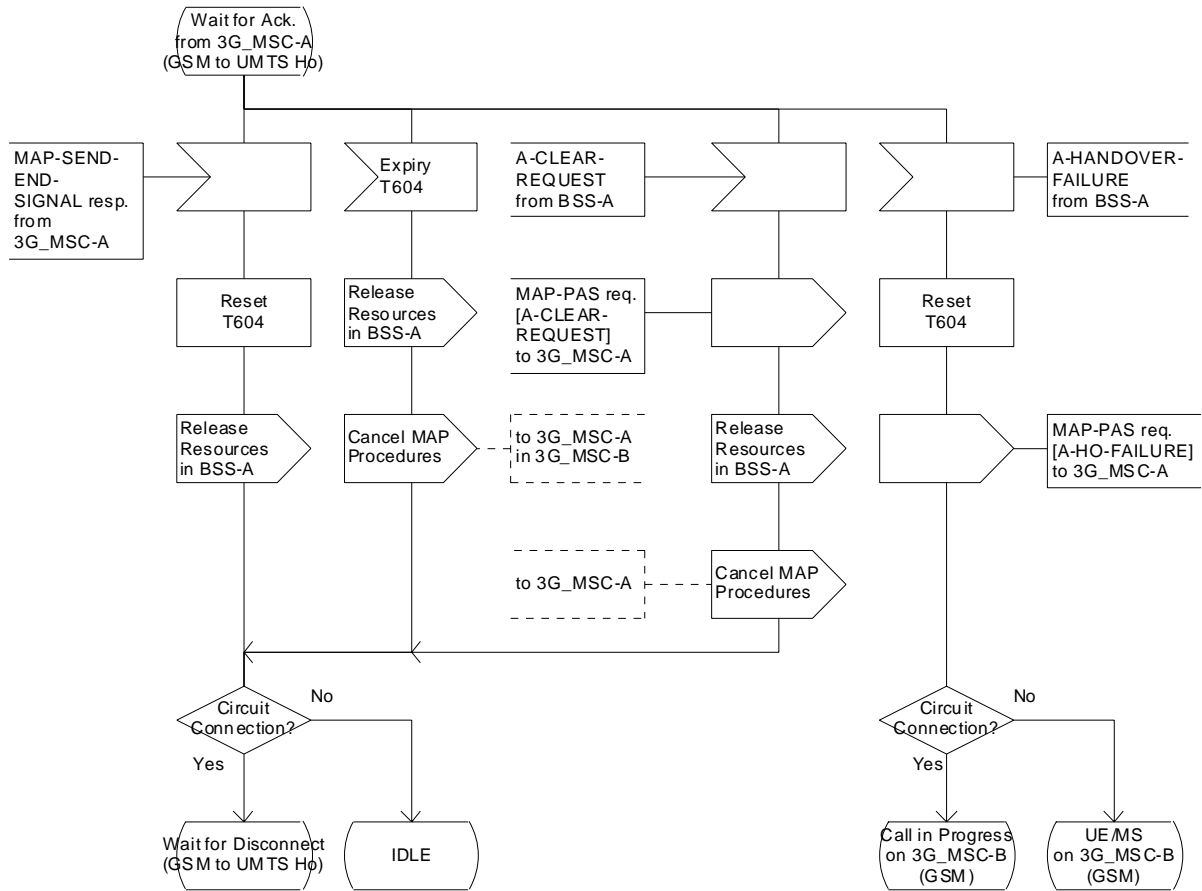 Wait for Ack.
from 3G_MSC-A
(GSM to UMTS Ho)
MAP-SEND-
END-
SIGNAL resp.
from
3G_MSC-A
Expiry
T604
A-CLEAR-
REQUEST
from BSS-A
A-HANDOVER-
FAILURE
from BSS-A
Reset
T604
Release
Resources
in BSS-A
MAP-PAS req.
[A-CLEAR-
REQUEST]
to 3G_MSC-A
Reset
T604
Release
Resources
in BSS-A
Cancel MAP
Procedures
to 3G_MSC-A
in 3G_MSC-B
Release
Resources
in BSS-A
MAP-PAS req.
[A-HO-FAILURE]
to 3G_MSC-A
to 3G_MSC-A
Cancel MAP
Procedures
Circuit
Connection?
No
Yes
Circuit
Connection?
No
Yes
Wait for Disconnect
(GSM to UMTS Ho)
IDLE
Call in Progress
on 3G_MSC-B
(GSM)
UE/MS
on 3G_MSC-B
(GSM)